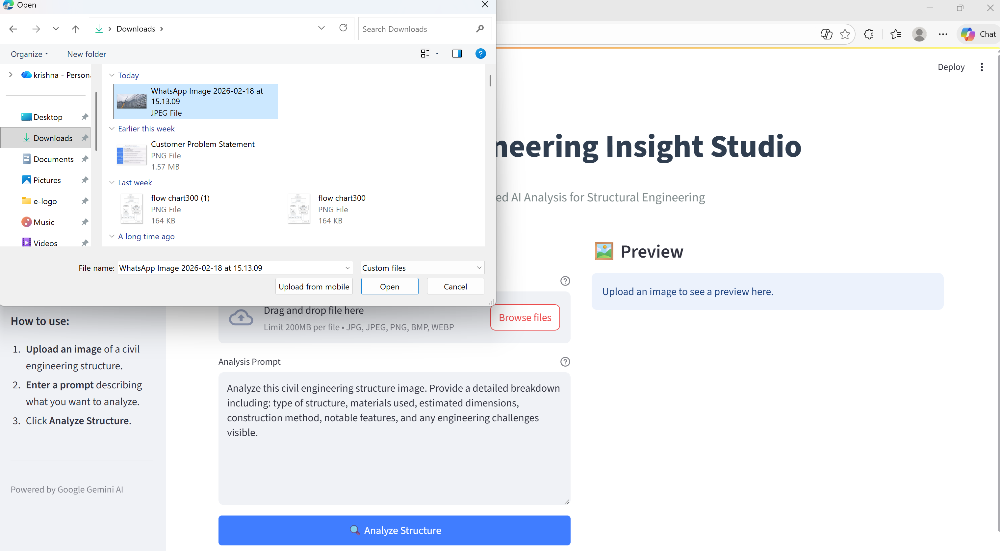 Open
Downloads
Search Downloads
Chat
Organize
New folder
Deploy
krishna - Person
Desktop
Downloads
Documents
Pictures
e-logo
Music
Videos
Today
WhatsApp Image 2026-02-18 at
15.13.09
JPEG File
Earlier this week
Customer Problem Statement
PNG File
1.57 MB
Last week
flow chart300 (1)
PNG File
164 KB
flow chart300
PNG File
164 KB
A long time ago
File name: WhatsApp Image 2026-02-18 at 15.13.09
Custom files
Upload from mobile
Open
Cancel
neering Insight Studio
ed AI Analysis for Structural Engineering
How to use:
1. Upload an image of a civil
engineering structure.
2. Enter a prompt describing
what you want to analyze.
3. Click Analyze Structure.
Powered by Google Gemini AI
Drag and drop file here
Limit 200MB per file • JPG, JPEG, PNG, BMP, WEBP
Browse files
Analysis Prompt
Analyze this civil engineering structure image. Provide a detailed breakdown
including: type of structure, materials used, estimated dimensions,
construction method, notable features, and any engineering challenges
visible.
Analyze Structure
Preview
Upload an image to see a preview here.